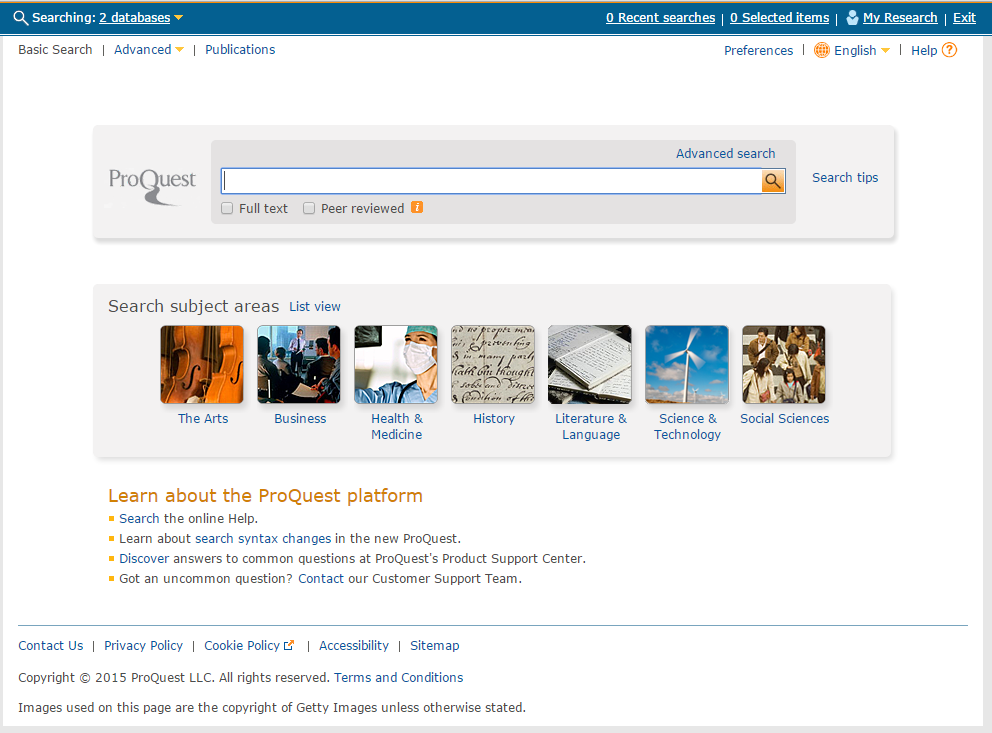 Searching: 2 databases
0 Recent searches | 0 Selected items | My Research | Exit
Basic Search | Advanced | Publications
Preferences | English | Help ?
Advanced search
ProQuest
Search tips
Full text Peer reviewed i
Search subject areas List view
The Arts
Business
Health &
Medicine
History
Literature &
Language
Science &
Technology
Social Sciences
Learn about the ProQuest platform
Search the online Help.
Learn about search syntax changes in the new ProQuest.
Discover answers to common questions at ProQuest's Product Support Center.
Got an uncommon question? Contact our Customer Support Team.
Contact Us | Privacy Policy | Cookie Policy | Accessibility | Sitemap
Copyright © 2015 ProQuest LLC. All rights reserved. Terms and Conditions
Images used on this page are the copyright of Getty Images unless otherwise stated.